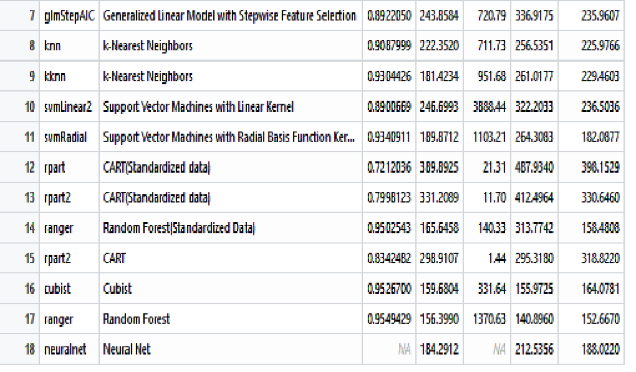 7 glmStepAIC Generalized Linear Model with Stepwise Feature Selection 0.8922050 243.8584 720.79 336.9175 235.9607
8 knn k-Nearest Neighbors 0.9087999 222.3520 711.73 256.5351 225.9766
9 kknn k-Nearest Neighbors 0.9304426 181.4234 951.68 261.0177 229.4603
10 svmLinear2 Support Vector Machines with Linear Kernel 0.8900669 246.6993 3888.44 322.2033 236.5036
11 svmRadial Support Vector Machines with Radial Basis Function Ker... 0.9340911 189.8712 1103.21 264.3083 182.0877
12 rpart CART(Standardized data) 0.7212036 389.8925 21.31 487.9340 398.1529
13 rpart2 CART(Standardized data) 0.7998123 331.2089 11.70 412.4964 330.6460
14 ranger Random Forest(Standardized Data) 0.9502543 165.6458 140.33 313.7742 158.4808
15 rpart2 CART 0.8342482 298.9107 1.44 295.3180 318.8220
16 cubist Cubist 0.9526700 159.6804 331.64 155.9725 164.0781
17 ranger Random Forest 0.9549429 156.3990 1370.63 140.8960 152.6670
18 neuralnet Neural Net NA 184.2912 NA 212.5356 188.0220